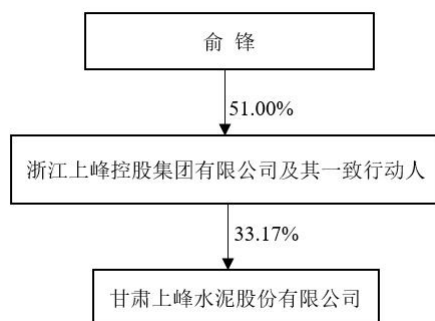 俞 锋
51.00%
浙江上峰控股集团有限公司及其一致行动人
33.17%
甘肃上峰水泥股份有限公司